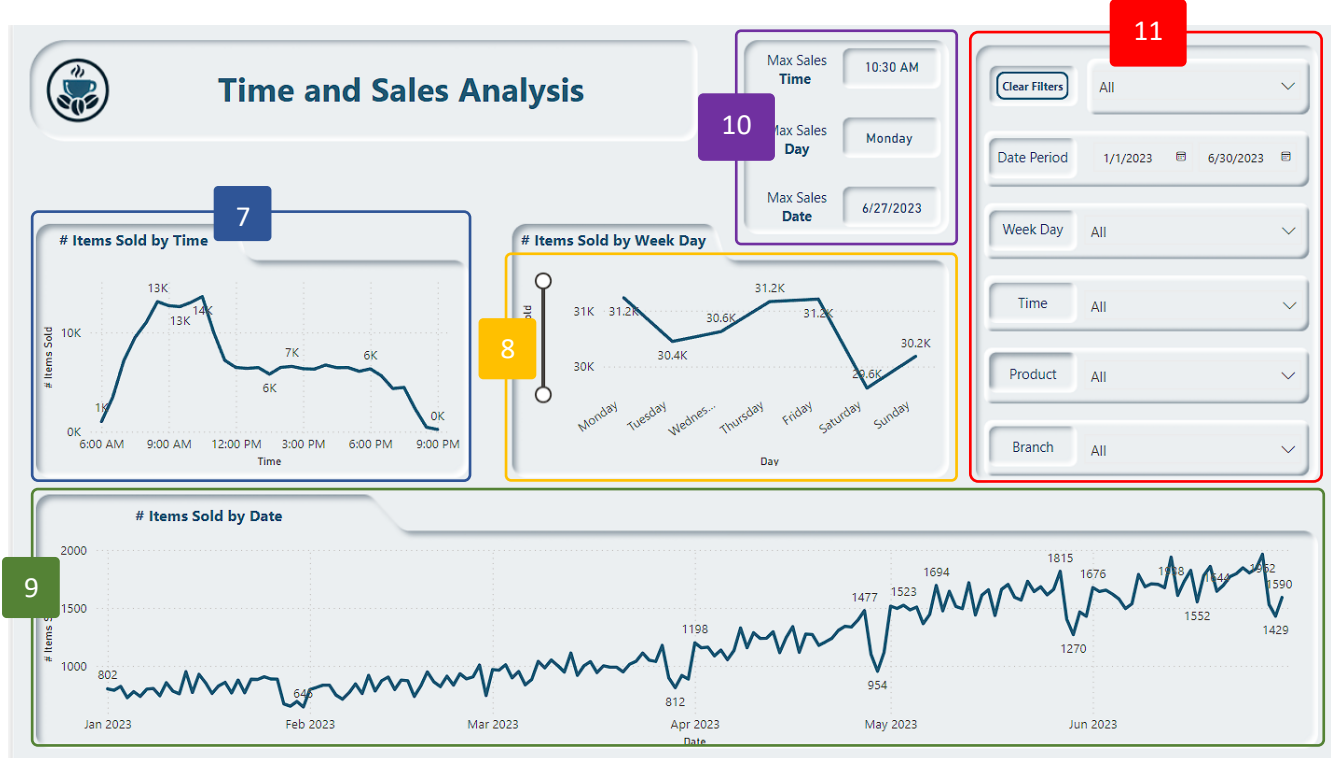 11
Time and Sales Analysis
10
Max Sales
Time
10:30 AM
Max Sales
Day
Monday
Max Sales
Date
6/27/2023
Clear Filters
All
Date Period
1/1/2023
6/30/2023
Week Day
All
Time
All
Product
All
Branch
All
7
# Items Sold by Time
# Items Sold
10K
0K
1K
13K
13K
14K
6K
7K
6K
0K
6:00 AM
9:00 AM
12:00 PM
3:00 PM
6:00 PM
9:00 PM
Time
# Items Sold by Week Day
8
31K
30K
31.2K
30.4K
30.6K
31.2K
31.2K
29.6K
30.2K
Monday
Tuesday
Wednes...
Thursday
Friday
Saturday
Sunday
Day
9
# Items Sold by Date
# Items
2000
1500
1000
802
646
812
1198
1477
954
1523
1694
1815
1270
1676
1938
1552
1644
1962
1429
1590
Jan 2023
Feb 2023
Mar 2023
Apr 2023
May 2023
Jun 2023
Date